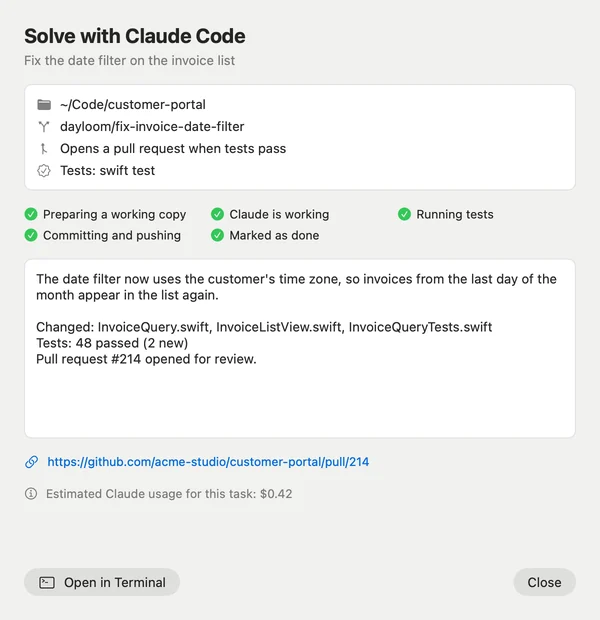 Solve with Claude Code
Fix the date filter on the invoice list
~/Code/customer-portal
dayloom/fix-invoice-date-filter
Opens a pull request when tests pass
Tests: swift test
Preparing a working copy
Claude is working
Running tests
Committing and pushing
Marked as done
The date filter now uses the customer's time zone, so invoices from the last day of the
month appear in the list again.
Changed: InvoiceQuery.swift, InvoiceListView.swift, InvoiceQueryTests.swift
Tests: 48 passed (2 new)
Pull request #214 opened for review.
https://github.com/acme-studio/customer-portal/pull/214
Estimated Claude usage for this task: $0.42
Open in Terminal
Close